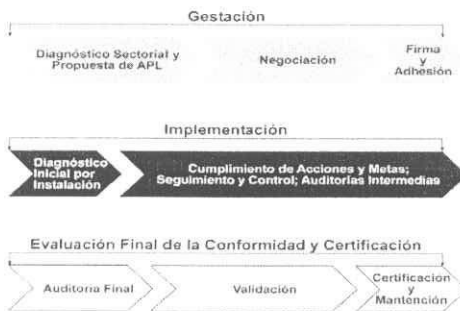 Gestación
Diagnóstico Sectorial y
Propuesta de APL
Negociación
Firma
y
Adhesión
Implementación
Diagnóstico
Inicial por
Instalación
Cumplimiento de Acciones y Metas;
Seguimiento y Control; Auditorías Intermedias
Evaluación Final de la Conformidad y Certificación
Auditoría Final
Validación
Certificación
y
Mantención